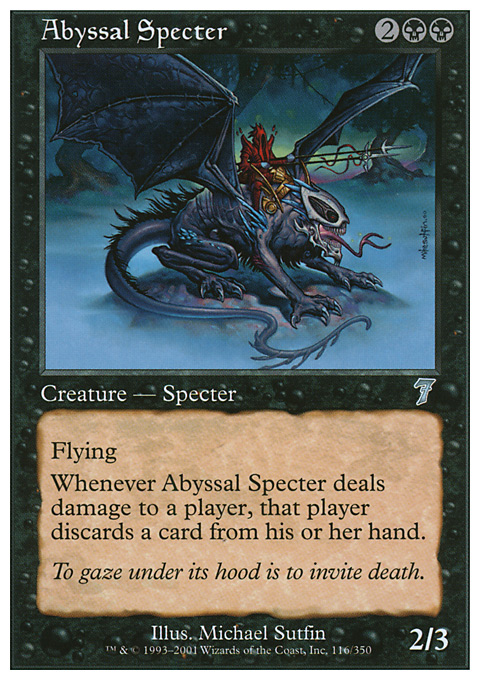 Abyssal Specter 2
Creature — Specter
Flying
Whenever Abyssal Specter deals
damage to a player, that player
discards a card from his or her hand.
To gaze under its hood is to invite death.
Illus. Michael Sutfin
2/3
™ & © 1993–2001 Wizards of the Coast, Inc. 116/350